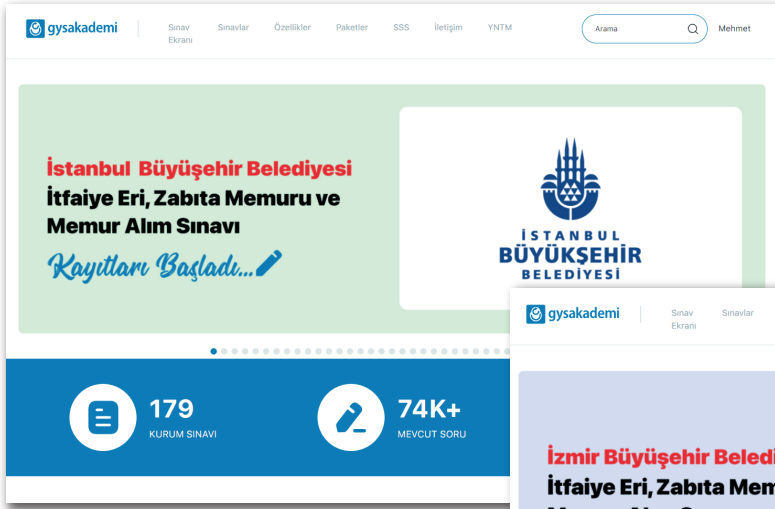 gysakademi
Sınav Ekranı
Sınavlar
Özellikler
Paketler
SSS
İletişim
YNTM
Arama
Mehmet
İstanbul Büyüşehir Belediyesi
İtfaiye Eri, Zabıta Memuru ve
Memur Alım Sınavı
Kayıtları Başladı...
İSTANBUL
BÜYÜKŞEHİR
BELEDİYESİ
179
KURUM SINAVI
74K+
MEVCUT SORU
gysakademi
Sınav Ekranı
Sınavlar
İzmir Büyüşehir Beledi
İtfaiye Eri, Zabıta Mem